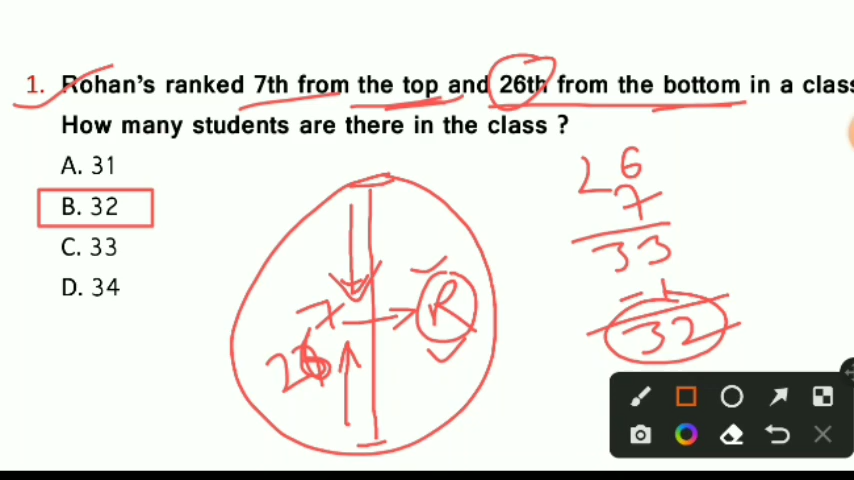 1. Rohan's ranked 7th from the top and 26th from the bottom in a class
How many students are there in the class ?
A. 31
B. 32
C. 33
D. 34
26
7
33
-1
32
7
R
26